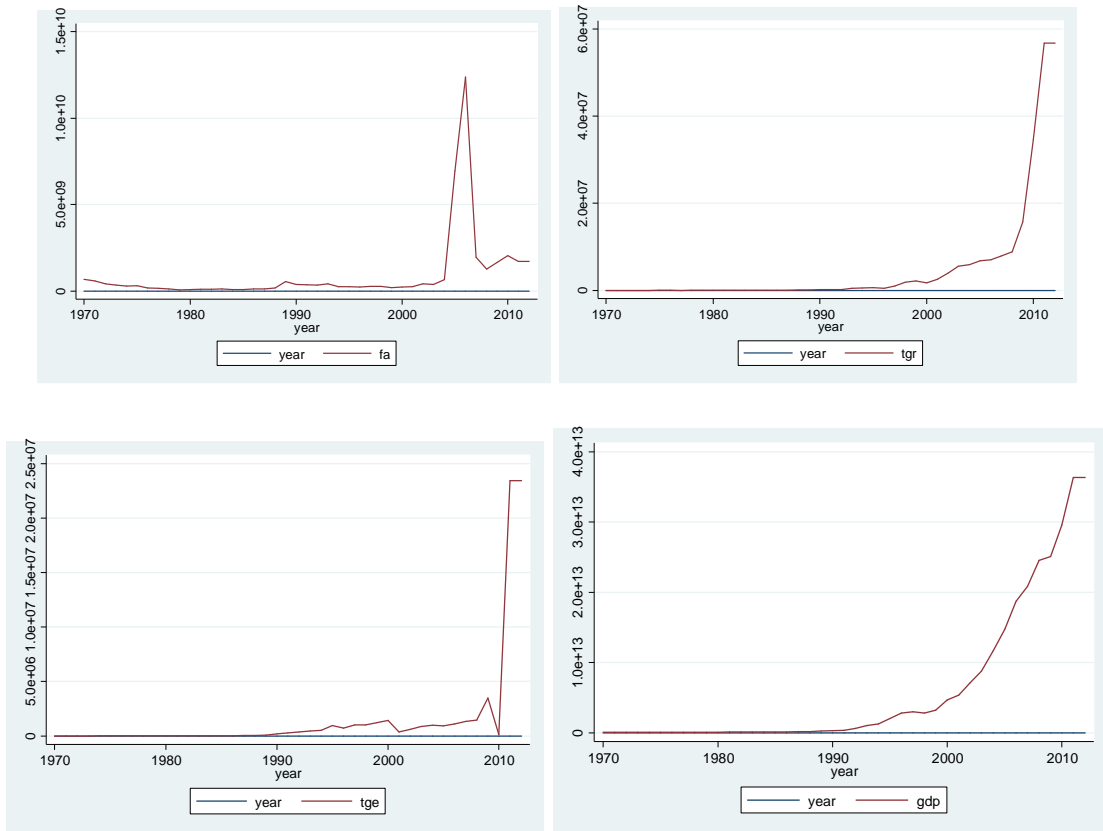 1.5e+10
1.0e+10
5.0e+09
0
1970 1980 1990 2000 2010
year
year fa
6.0e+07
4.0e+07
2.0e+07
0
1970 1980 1990 2000 2010
year
year tgr
2.5e+07
2.0e+07
1.5e+07
1.0e+07
5.0e+06
0
1970 1980 1990 2000 2010
year
year tge
4.0e+13
3.0e+13
2.0e+13
1.0e+13
0
1970 1980 1990 2000 2010
year
year gdp